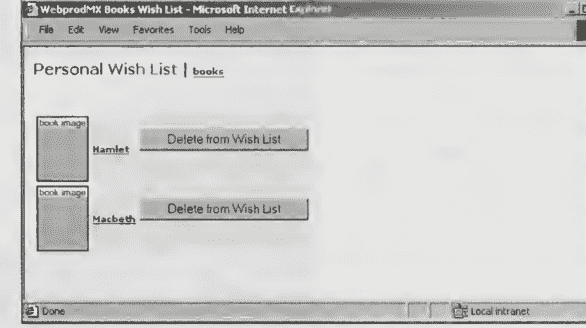 WebprodMX Books Wish List - Microsoft Internet Explorer
File Edit View Favorites Tools Help
Personal Wish List | books
book image
Hamlet
Delete from Wish List
book image
Macbeth
Delete from Wish List
Done
Local intranet